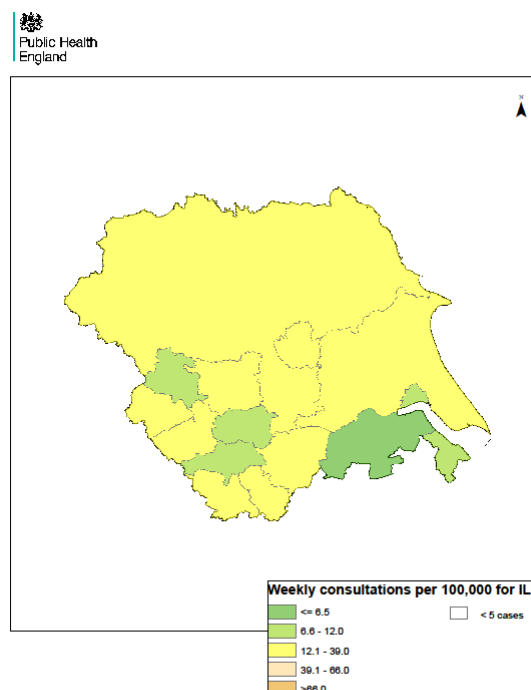 Public Health
England
N
Weekly consultations per 100,000 for IL
<= 6.5
< 5 cases
6.6 - 12.0
12.1 - 39.0
39.1 - 66.0
>66.0